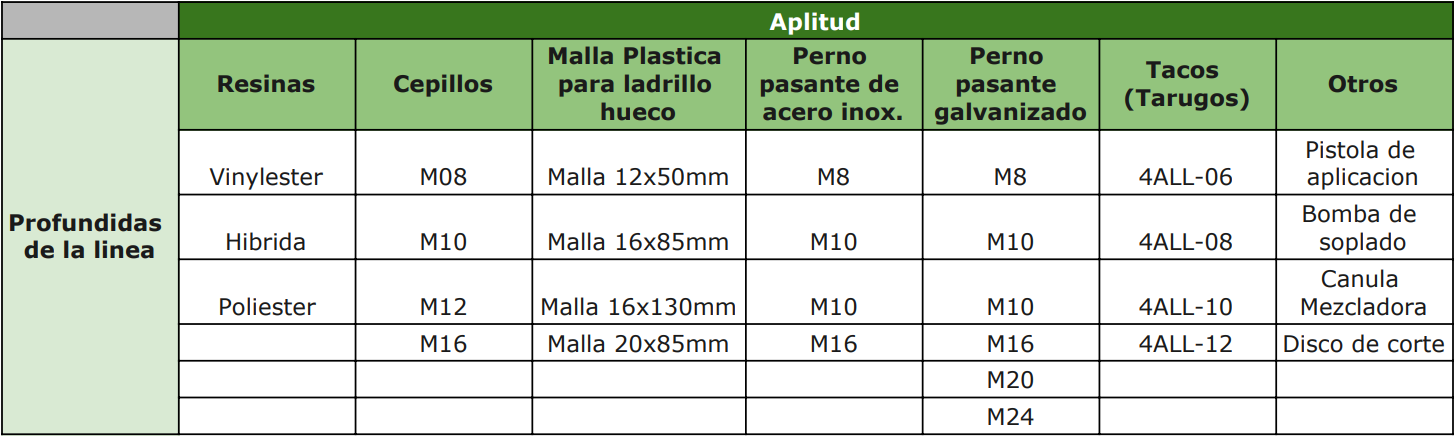 Aplitud
Resinas
Cepillos
Malla Plastica
para ladrillo
hueco
Perno
pasante de
acero inox.
Perno
pasante
galvanizado
Tacos
(Tarugos)
Otros
Profundidas
de la linea
Vinylester
M08
Malla 12x50mm
M8
M8
4ALL-06
Pistola de
aplicacion
Hibrida
M10
Malla 16x85mm
M10
M10
4ALL-08
Bomba de
soplado
Poliester
M12
Malla 16x130mm
M10
M10
4ALL-10
Canula
Mezcladora
M16
Malla 20x85mm
M16
M16
4ALL-12
Disco de corte
M20
M24